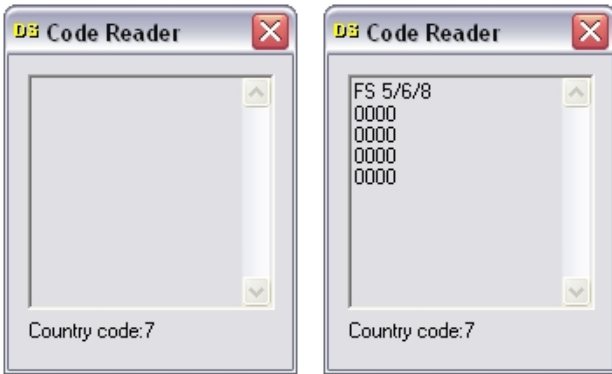 DS Code Reader
Country code:7
DS Code Reader
FS 5/6/8
0000
0000
0000
0000
Country code:7